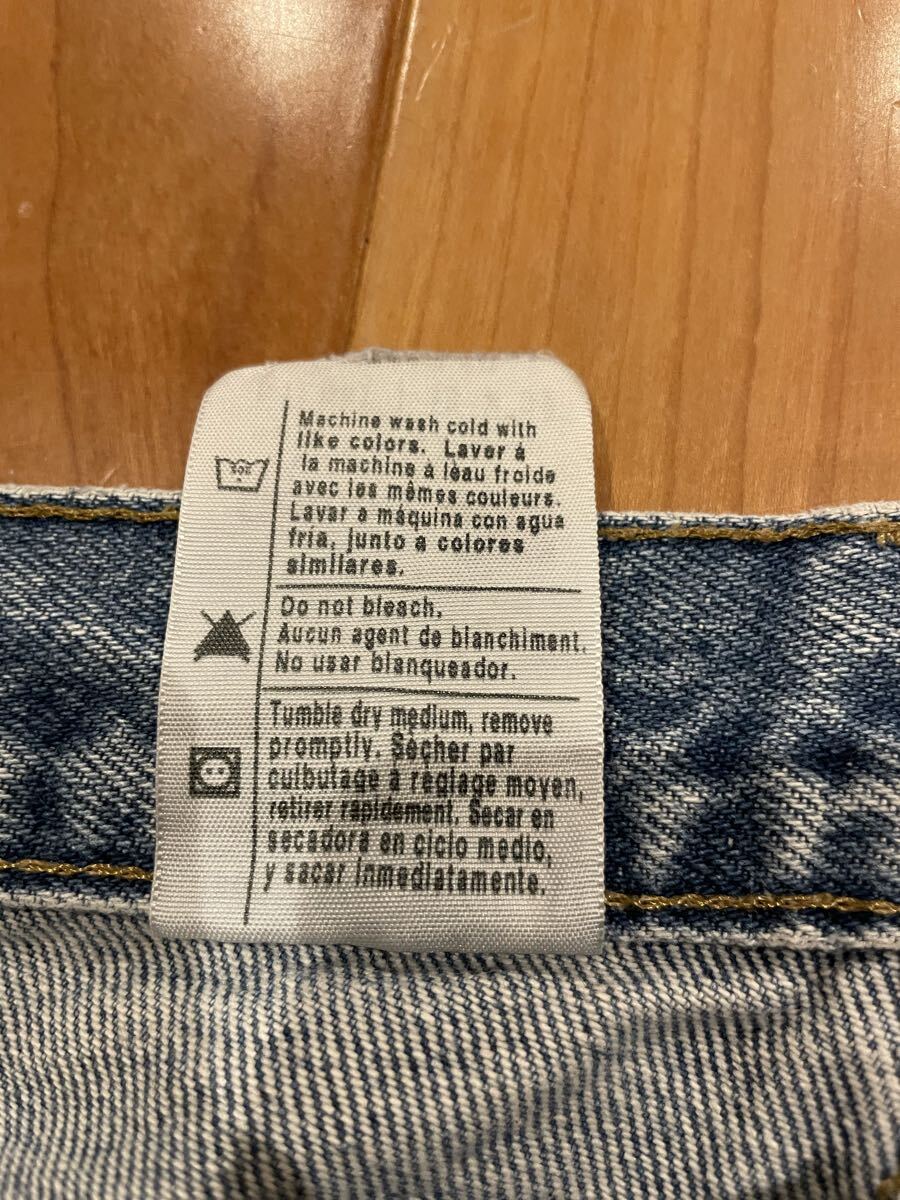 Machine wash cold with
like colors. Laver à
la machine à léau froide
avec les mêmes couleurs.
Lavar a máquina con agua
fria, junto a colores
similares.
Do not bleach.
Aucun agent de blanchiment.
No usar blanqueador.
Tumble dry medium, remove
promptly. Sécher par
culbutage à réglage moyen,
retirer rapidement. Secar en
secadora en ciclo medio,
y sacar inmediatamente.